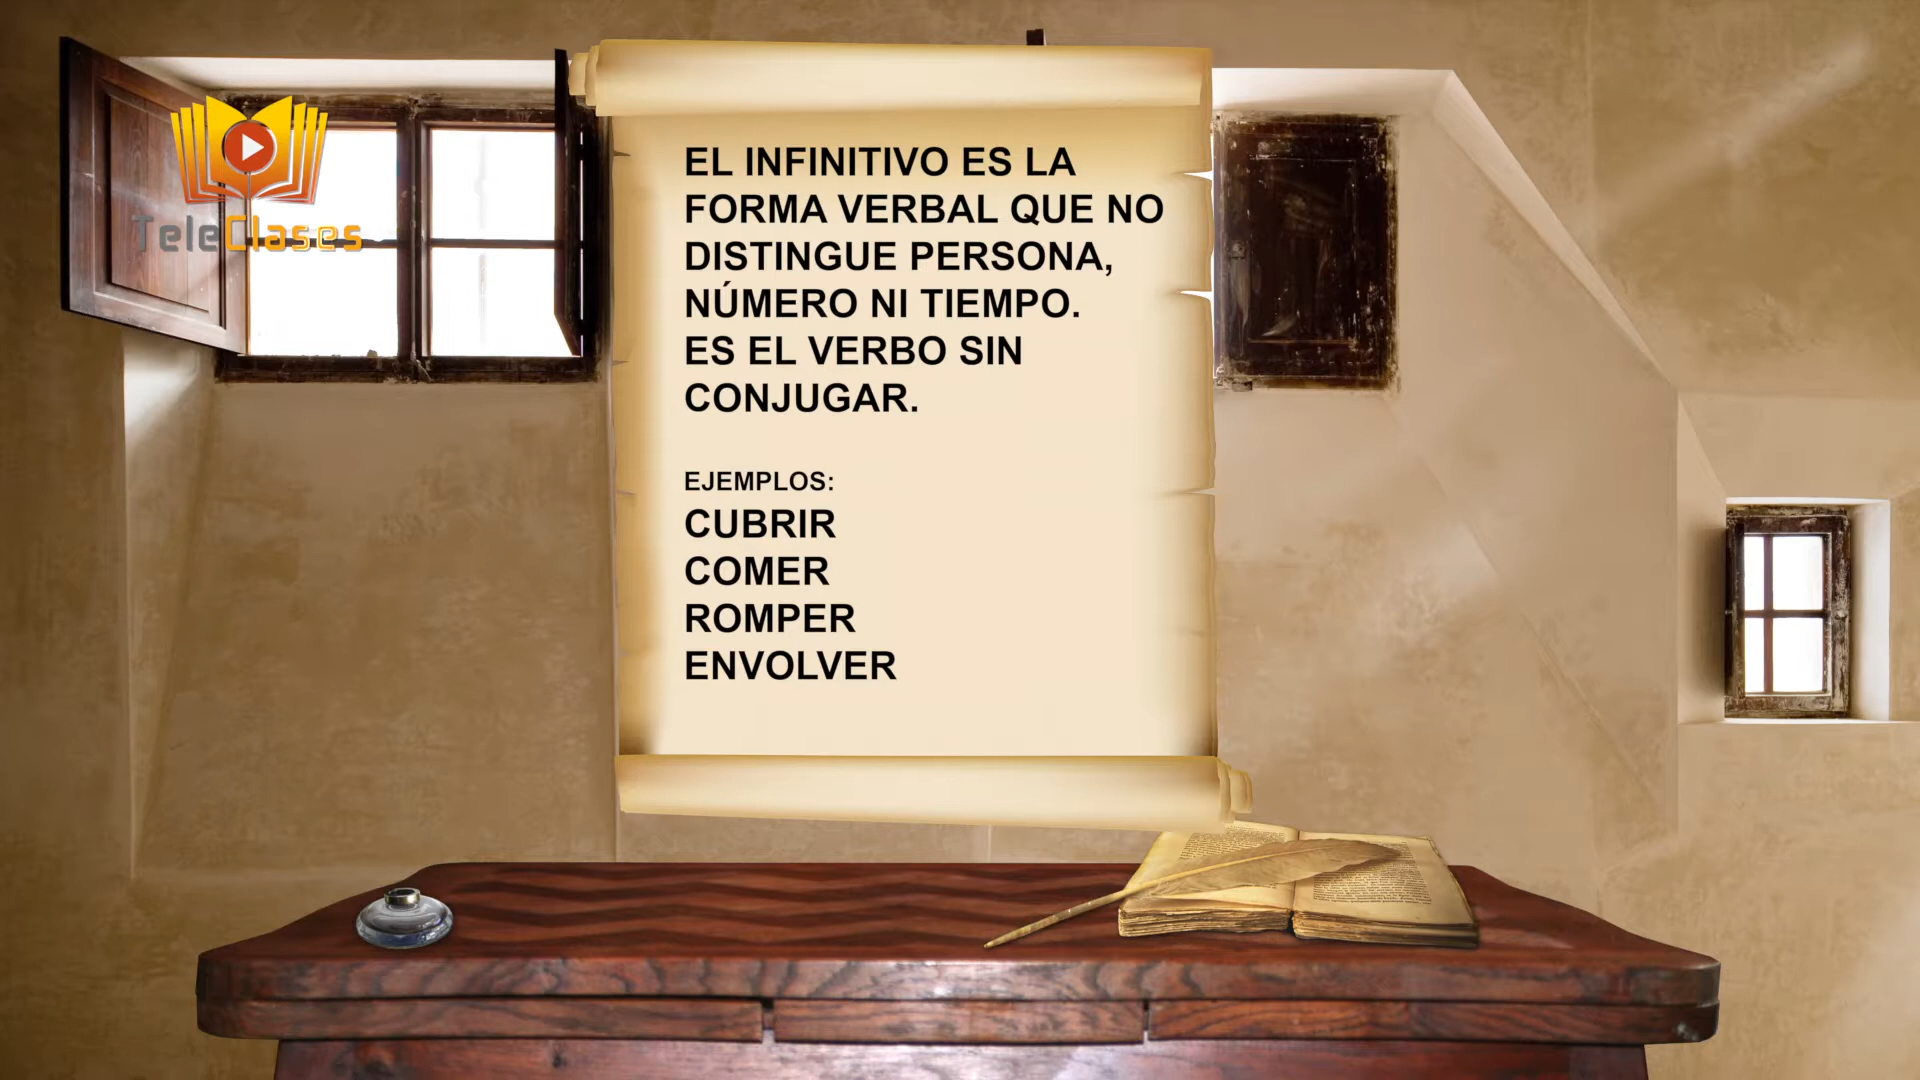 TeleClases
EL INFINITIVO ES LA
FORMA VERBAL QUE NO
DISTINGUE PERSONA,
NÚMERO NI TIEMPO.
ES EL VERBO SIN
CONJUGAR.
EJEMPLOS:
CUBRIR
COMER
ROMPER
ENVOLVER